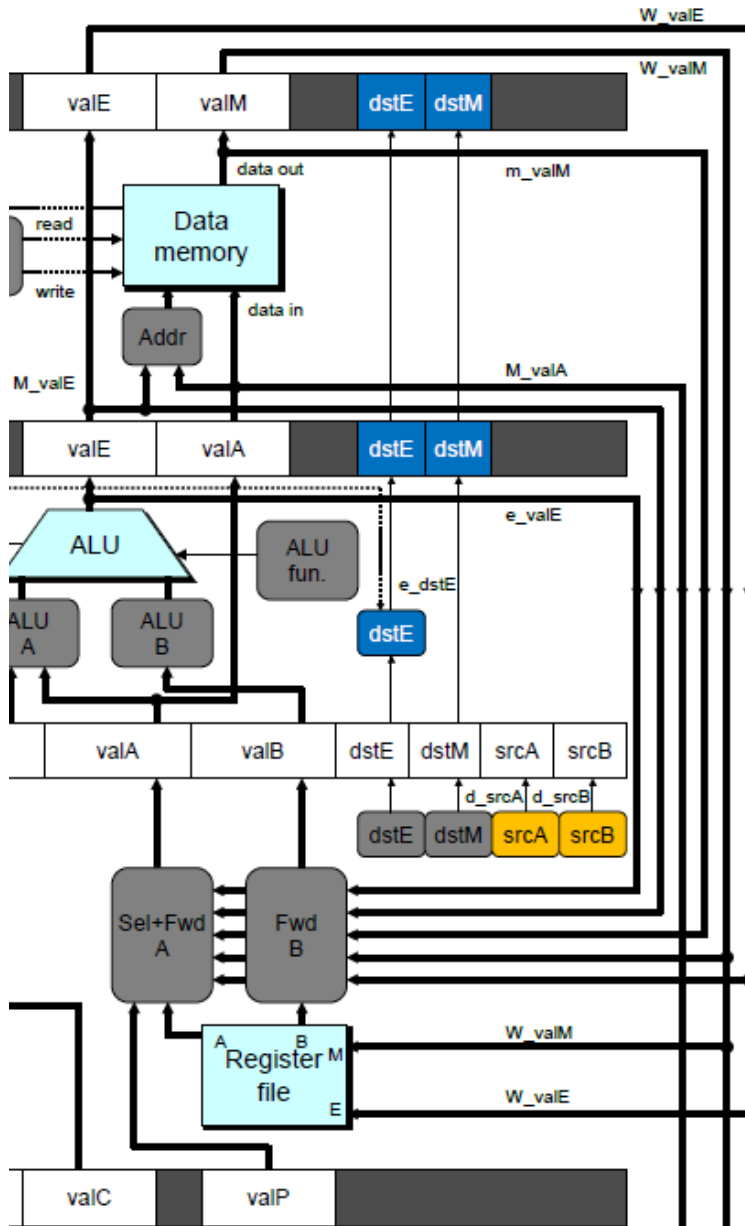 W_valE
W_valM
valE valM dstE dstM
data out m_valM
Data
memory
read
write
data in
Addr
M_valE M_valA
valE valA dstE dstM
e_valE
ALU
ALU
fun.
e_dstE
ALU
A
ALU
B
dstE
valA valB dstE dstM srcA srcB
d_srcA d_srcB
dstE dstM srcA srcB
Sel+Fwd
A
Fwd
B
A B
Register
file
M
E
W_valM
W_valE
valC valP